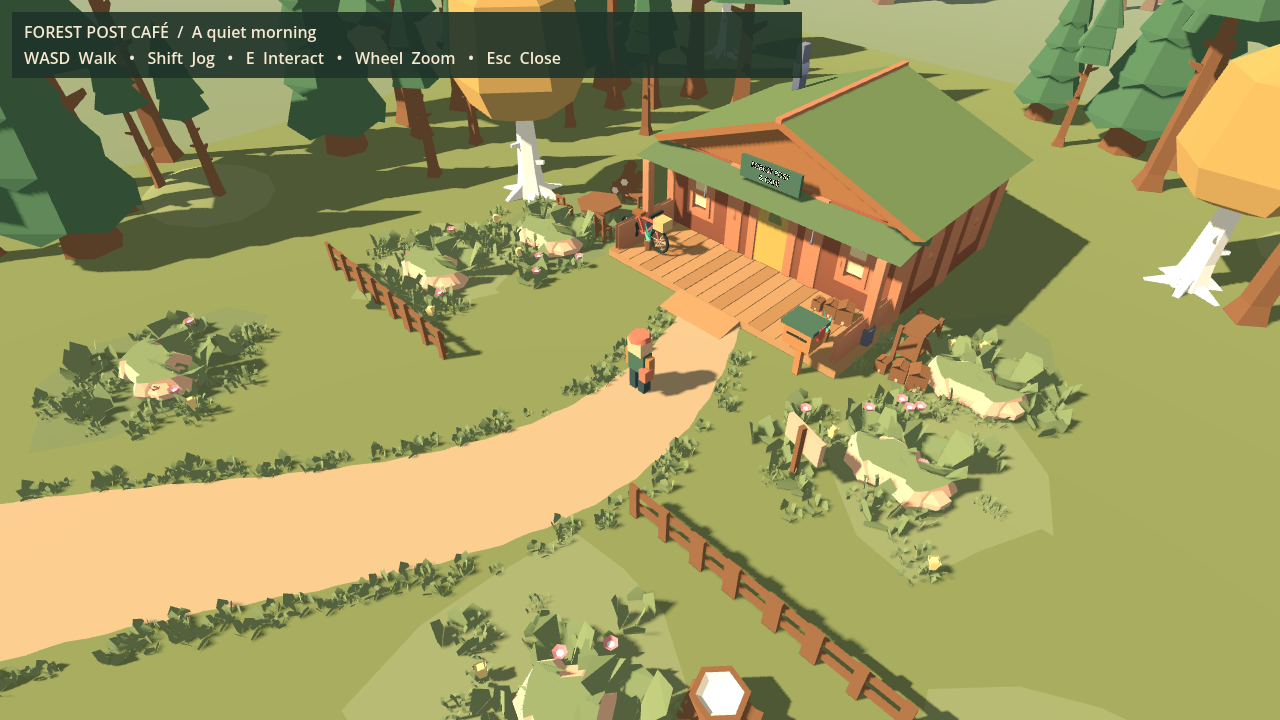 FOREST POST CAFÉ / A quiet morning
WASD Walk • Shift Jog • E Interact • Wheel Zoom • Esc Close